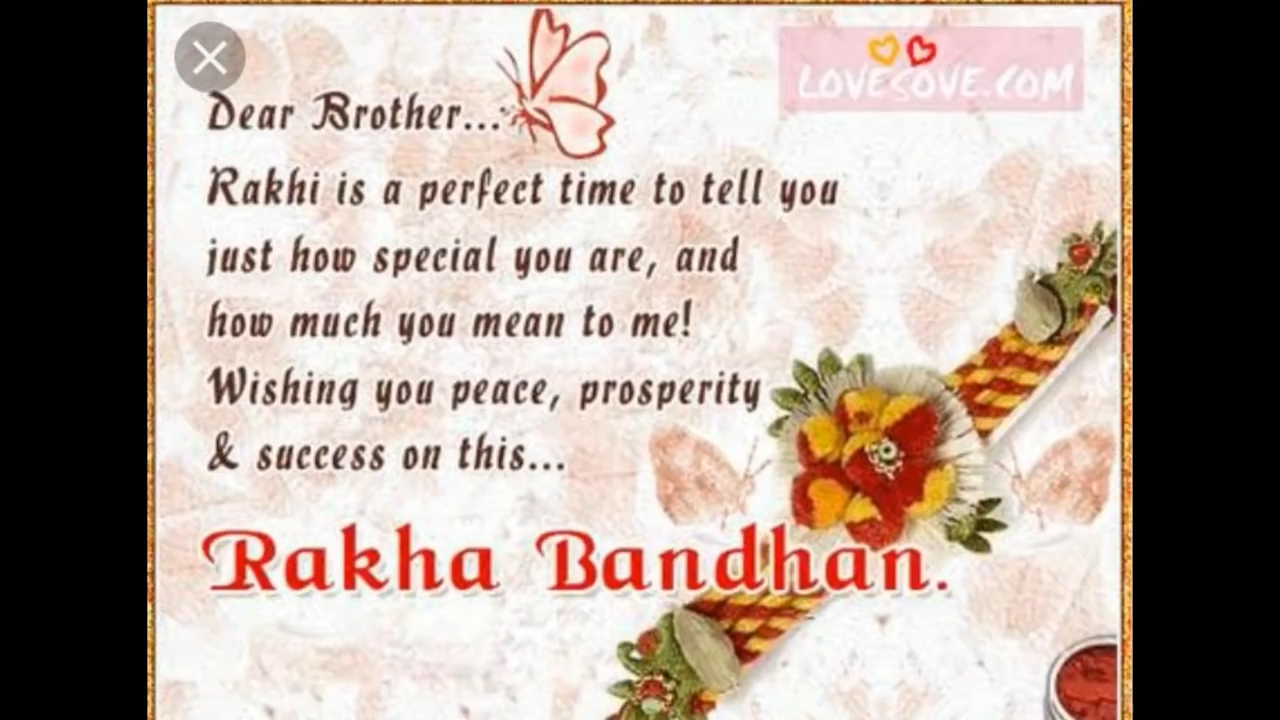 LOVESOVE.COM
Dear Brother...
Rakhi is a perfect time to tell you
just how special you are, and
how much you mean to me!
Wishing you peace, prosperity
& success on this...
Rakha Bandhan.